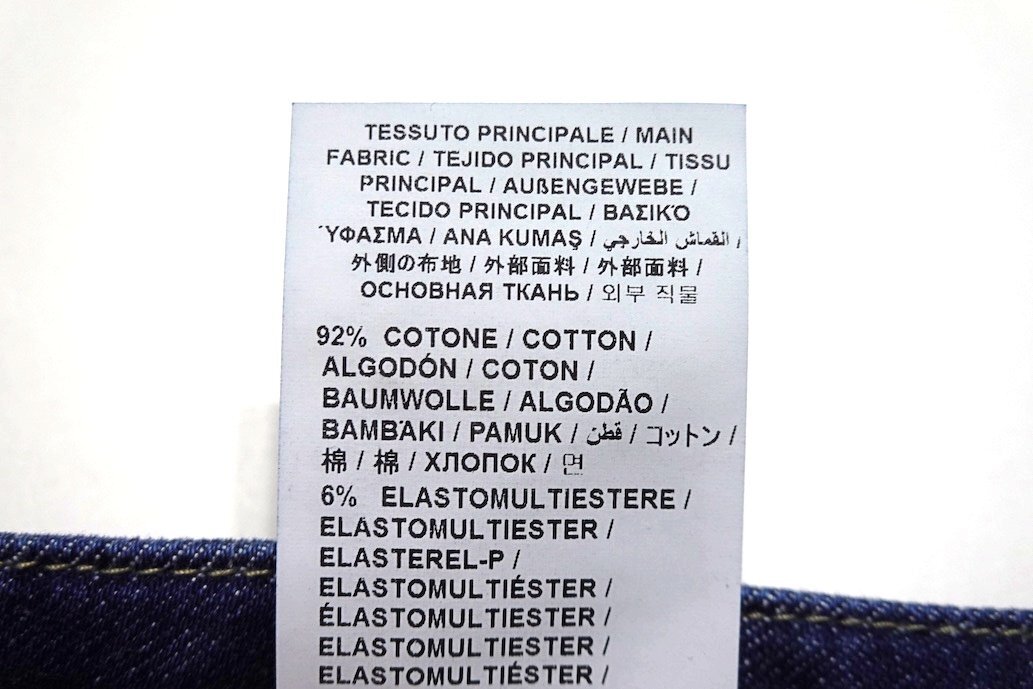 TESSUTO PRINCIPALE / MAIN
FABRIC / TEJIDO PRINCIPAL / TISSU
PRINCIPAL / AUßENGEWEBE /
TECIDO PRINCIPAL / ΒΑΣΙΚΌ
ΎΦΑΣΜΑ / ANA KUMAŞ / القماش الخارجي /
外側の布地 / 外部面料 / 外部面料 /
ОСНОВНАЯ ТКАНЬ / 외부 직물
92% COTONE / COTTON /
ALGODÓN / COTON /
BAUMWOLLE / ALGODÃO /
ΒΑΜΒΆΚΙ / PAMUK / قطن / コットン /
棉 / 棉 / ХЛОПОК / 면
6% ELASTOMULTIESTERE /
ELASTOMULTIESTER /
ELASTEREL-P /
ELASTOMULTIÉSTER /
ÉLASTOMULTIESTER /
ELASTOMULTIESTER /
ELASTOMULTIÉSTER /